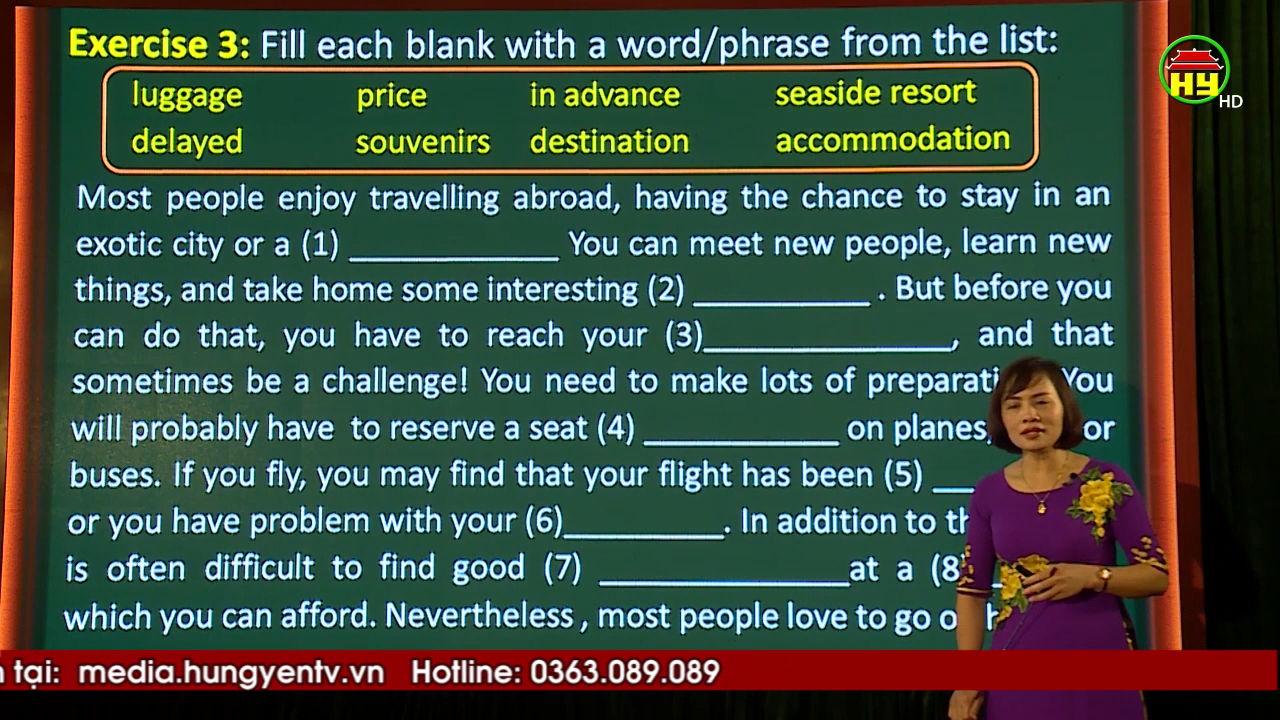 Exercise 3: Fill each blank with a word/phrase from the list:
luggage price in advance seaside resort
delayed souvenirs destination accommodation
Most people enjoy travelling abroad, having the chance to stay in an
exotic city or a (1) ____________ You can meet new people, learn new
things, and take home some interesting (2) __________ . But before you
can do that, you have to reach your (3)______________, and that
sometimes be a challenge! You need to make lots of You
will probably have to reserve a seat (4) ___________ on planes, or
buses. If you fly, you may find that your flight has been (5) __
or you have problem with your (6)_________. In addition to
is often difficult to find good (7) ______________at a (8
which you can afford. Nevertheless , most people love to go
HY
HD
tại: media.hungyentv.vn Hotline: 0363.089.089